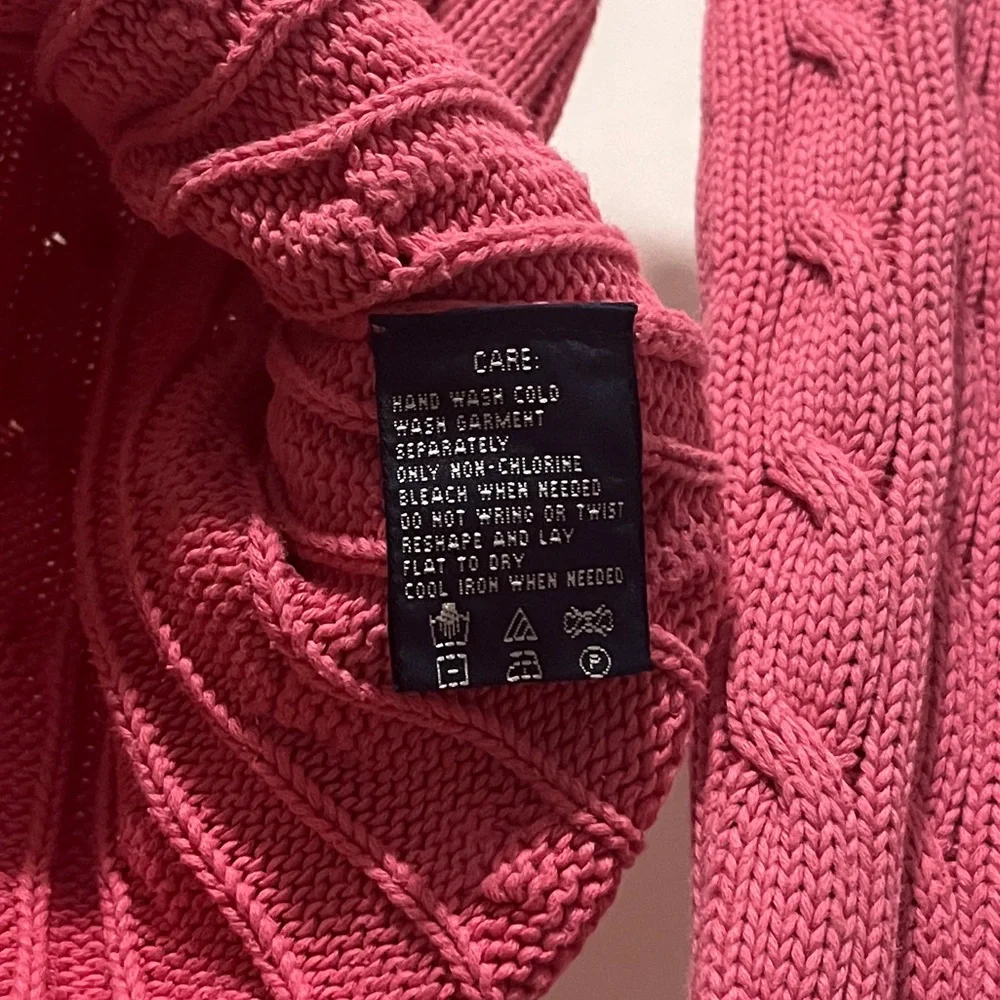 CARE:
HAND WASH COLD
WASH GARMENT
SEPARATELY
ONLY NON-CHLORINE
BLEACH WHEN NEEDED
DO NOT WRING OR TWIST
RESHAPE AND LAY
FLAT TO DRY
COOL IRON WHEN NEEDED
P